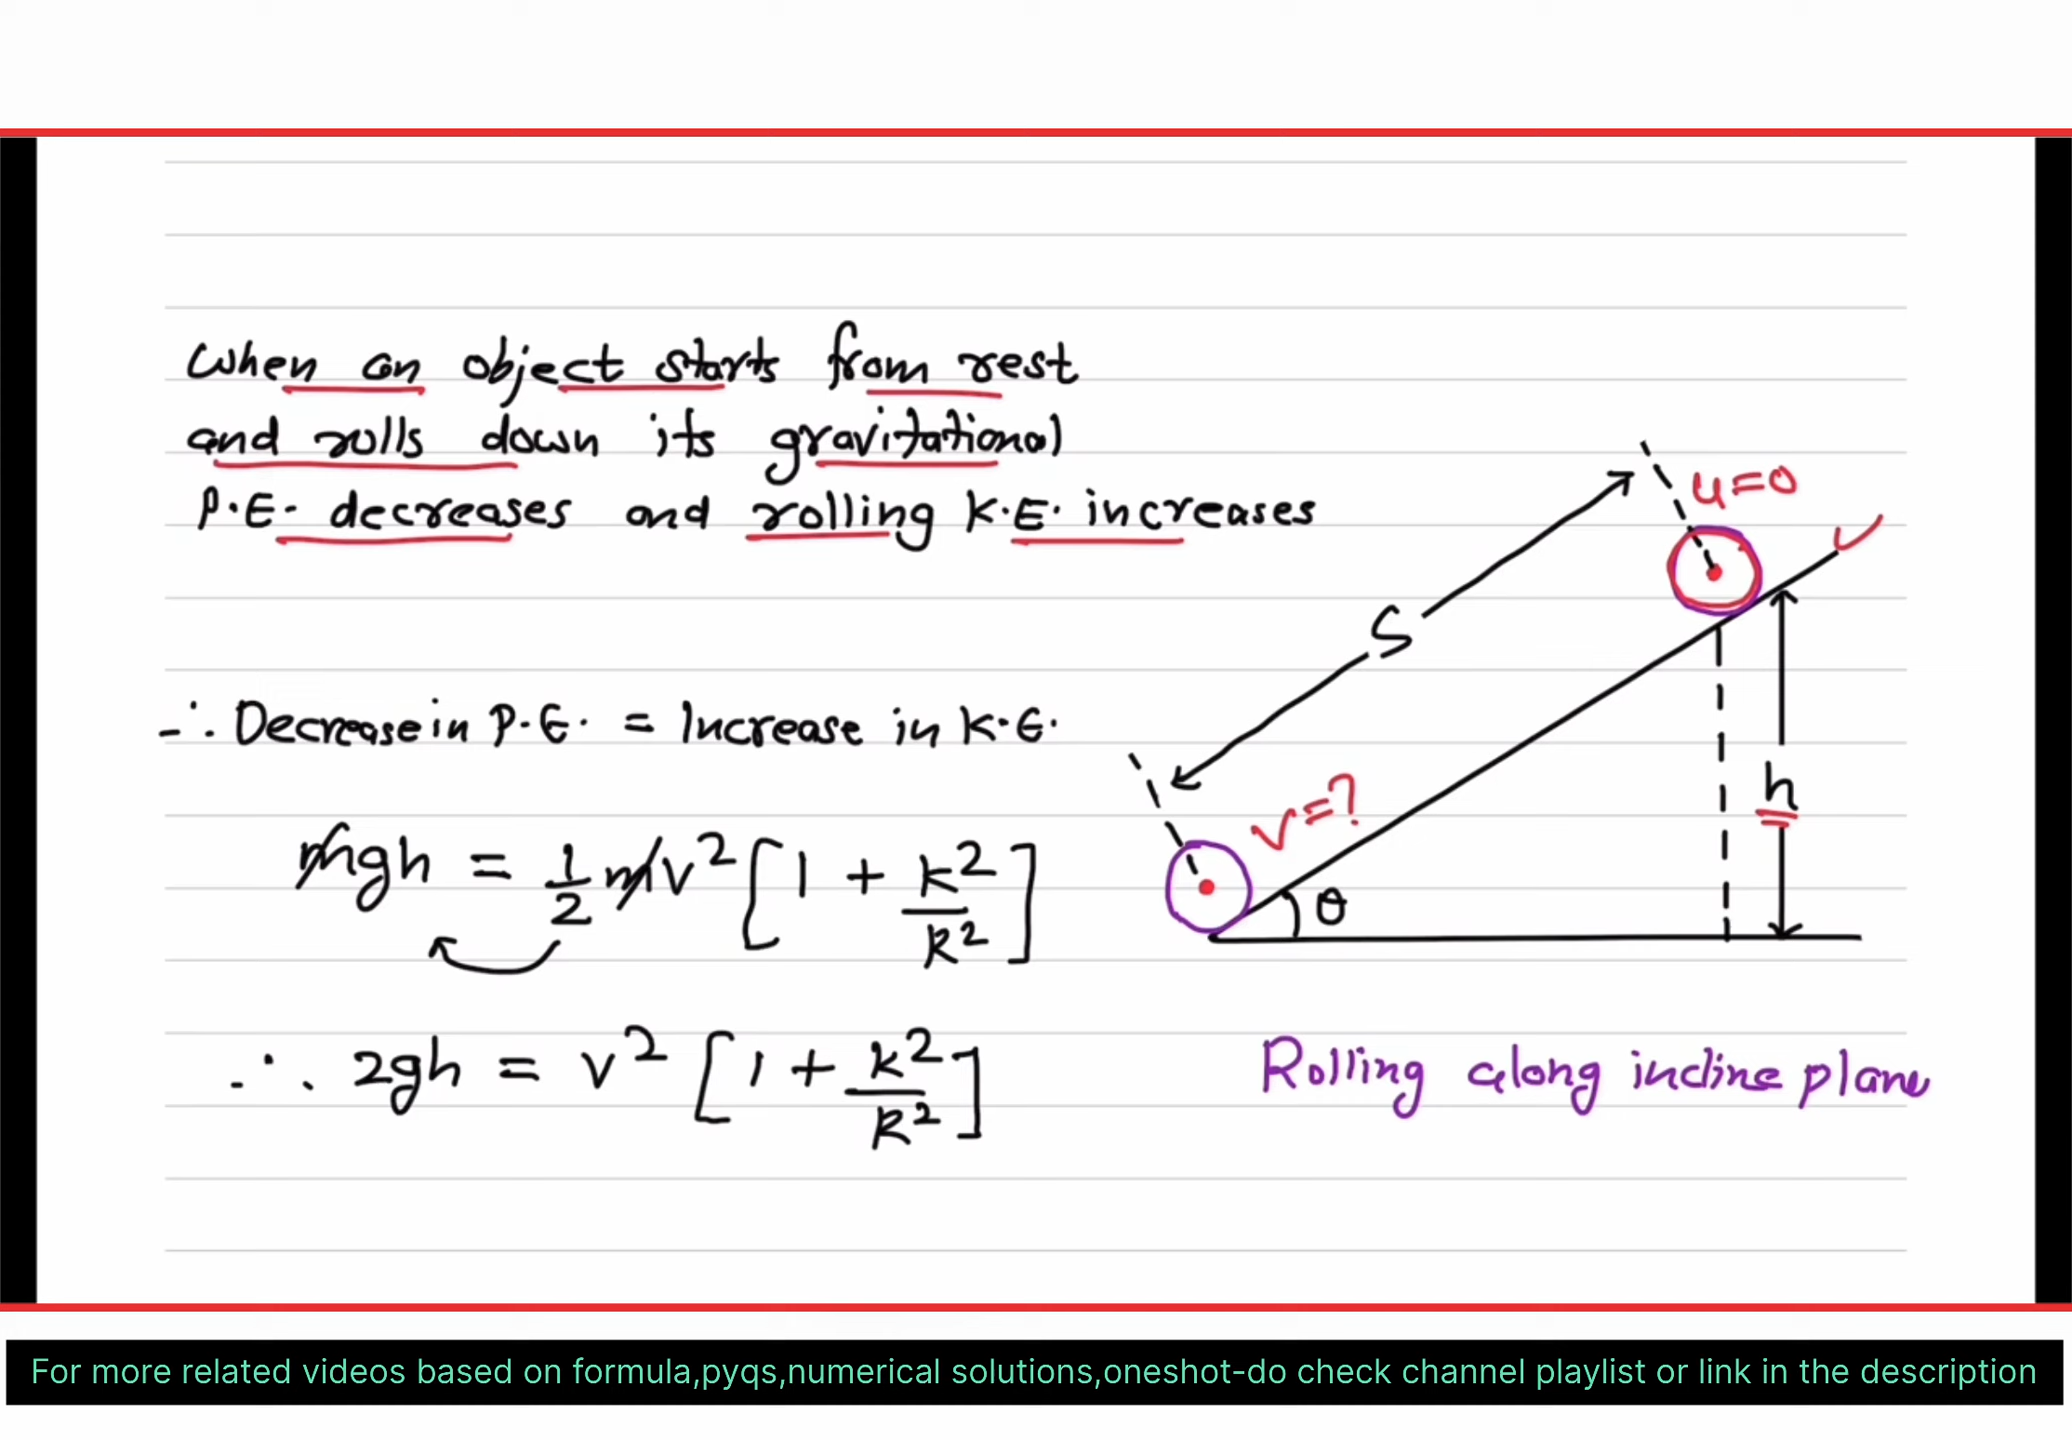 When an object starts from rest
and rolls down its gravitational
P.E. decreases and rolling K.E. increases
∴ Decrease in P.E. = Increase in K.E.
mgh = 1/2 mv² [1 + K²/R²]
∴ 2gh = v² [1 + K²/R²]
u=0
S
v=?
h
θ
Rolling along incline plane
For more related videos based on formula,pyqs,numerical solutions,oneshot-do check channel playlist or link in the description